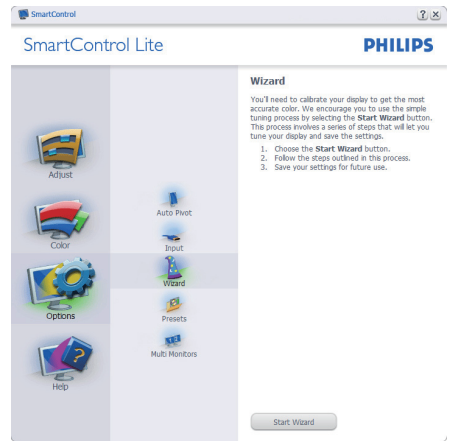 SmartControl
SmartControl Lite
PHILIPS
Adjust
Color
Options
Help
Auto Pivot
Input
Wizard
Presets
Multi Monitors
Wizard
You'll need to calibrate your display to get the most
accurate color. We encourage you to use the simple
tuning process by selecting the Start Wizard button.
This process involves a series of steps that will let you
tune your display and save the settings.
1. Choose the Start Wizard button.
2. Follow the steps outlined in this process.
3. Save your settings for future use.
Start Wizard